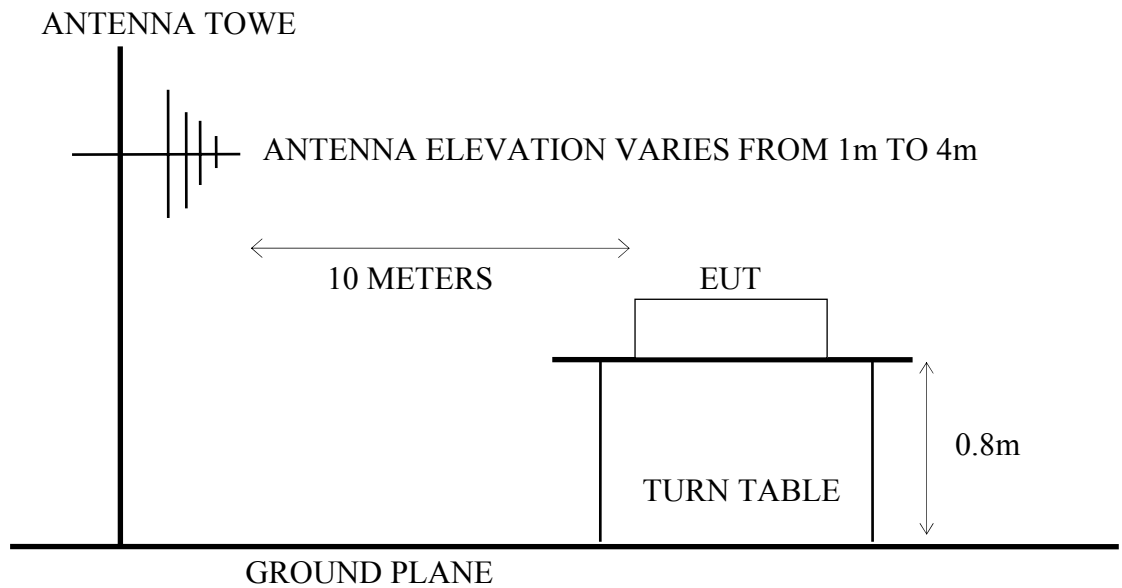 ANTENNA TOWE
ANTENNA ELEVATION VARIES FROM 1m TO 4m
10 METERS
EUT
0.8m
TURN TABLE
GROUND PLANE